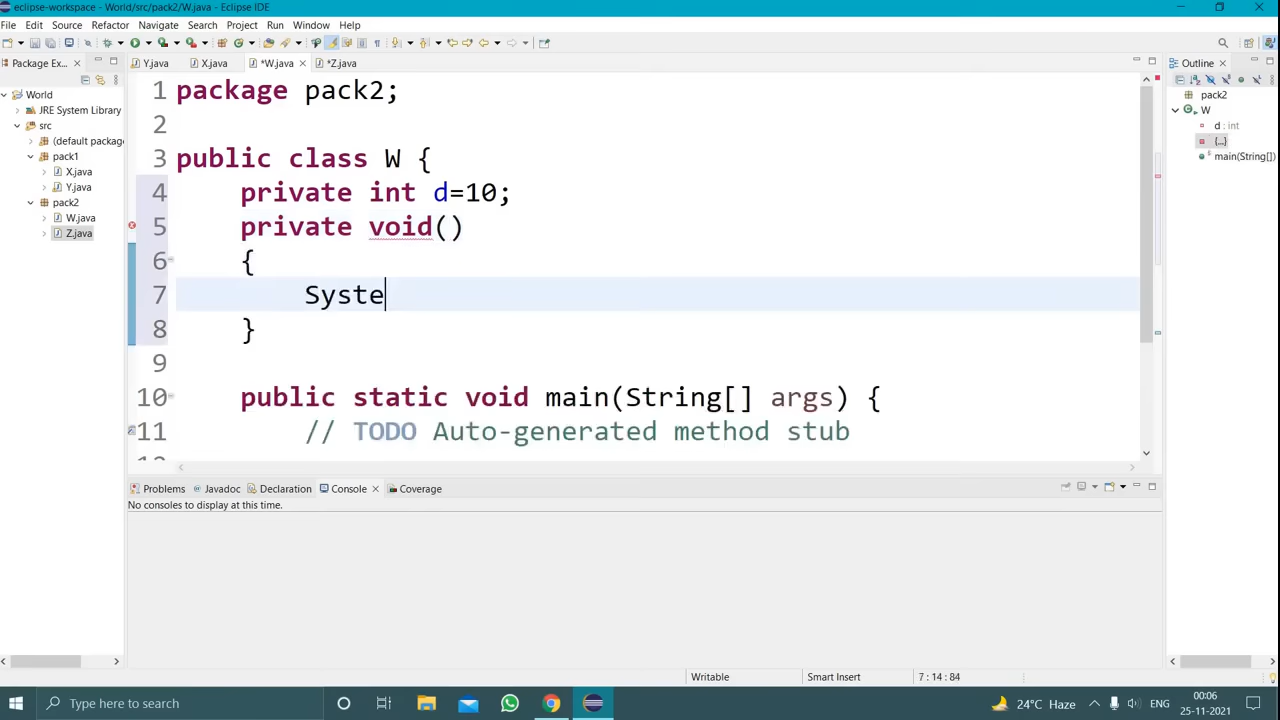 eclipse-workspace - World/src/pack2/W.java - Eclipse IDE
File Edit Source Refactor Navigate Search Project Run Window Help
Package Ex...
Y.java X.java *W.java *Z.java
Outline
World
JRE System Library
src
(default package
pack1
X.java
Y.java
pack2
W.java
Z.java
1 package pack2;
2
3 public class W {
4 private int d=10;
5 private void()
6 {
7 Syste
8 }
9
10 public static void main(String[] args) {
11 // TODO Auto-generated method stub
12
pack2
W
d : int
{...}
main(String[])
Problems Javadoc Declaration Console Coverage
No consoles to display at this time.
Writable Smart Insert 7 : 14 : 84
Type here to search
24°C Haze ENG
00:06
25-11-2021